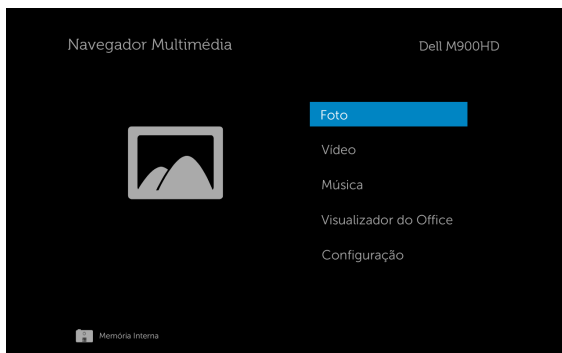 Navegador Multimédia
Dell M900HD
Foto
Vídeo
Música
Visualizador do Office
Configuração
Memória Interna